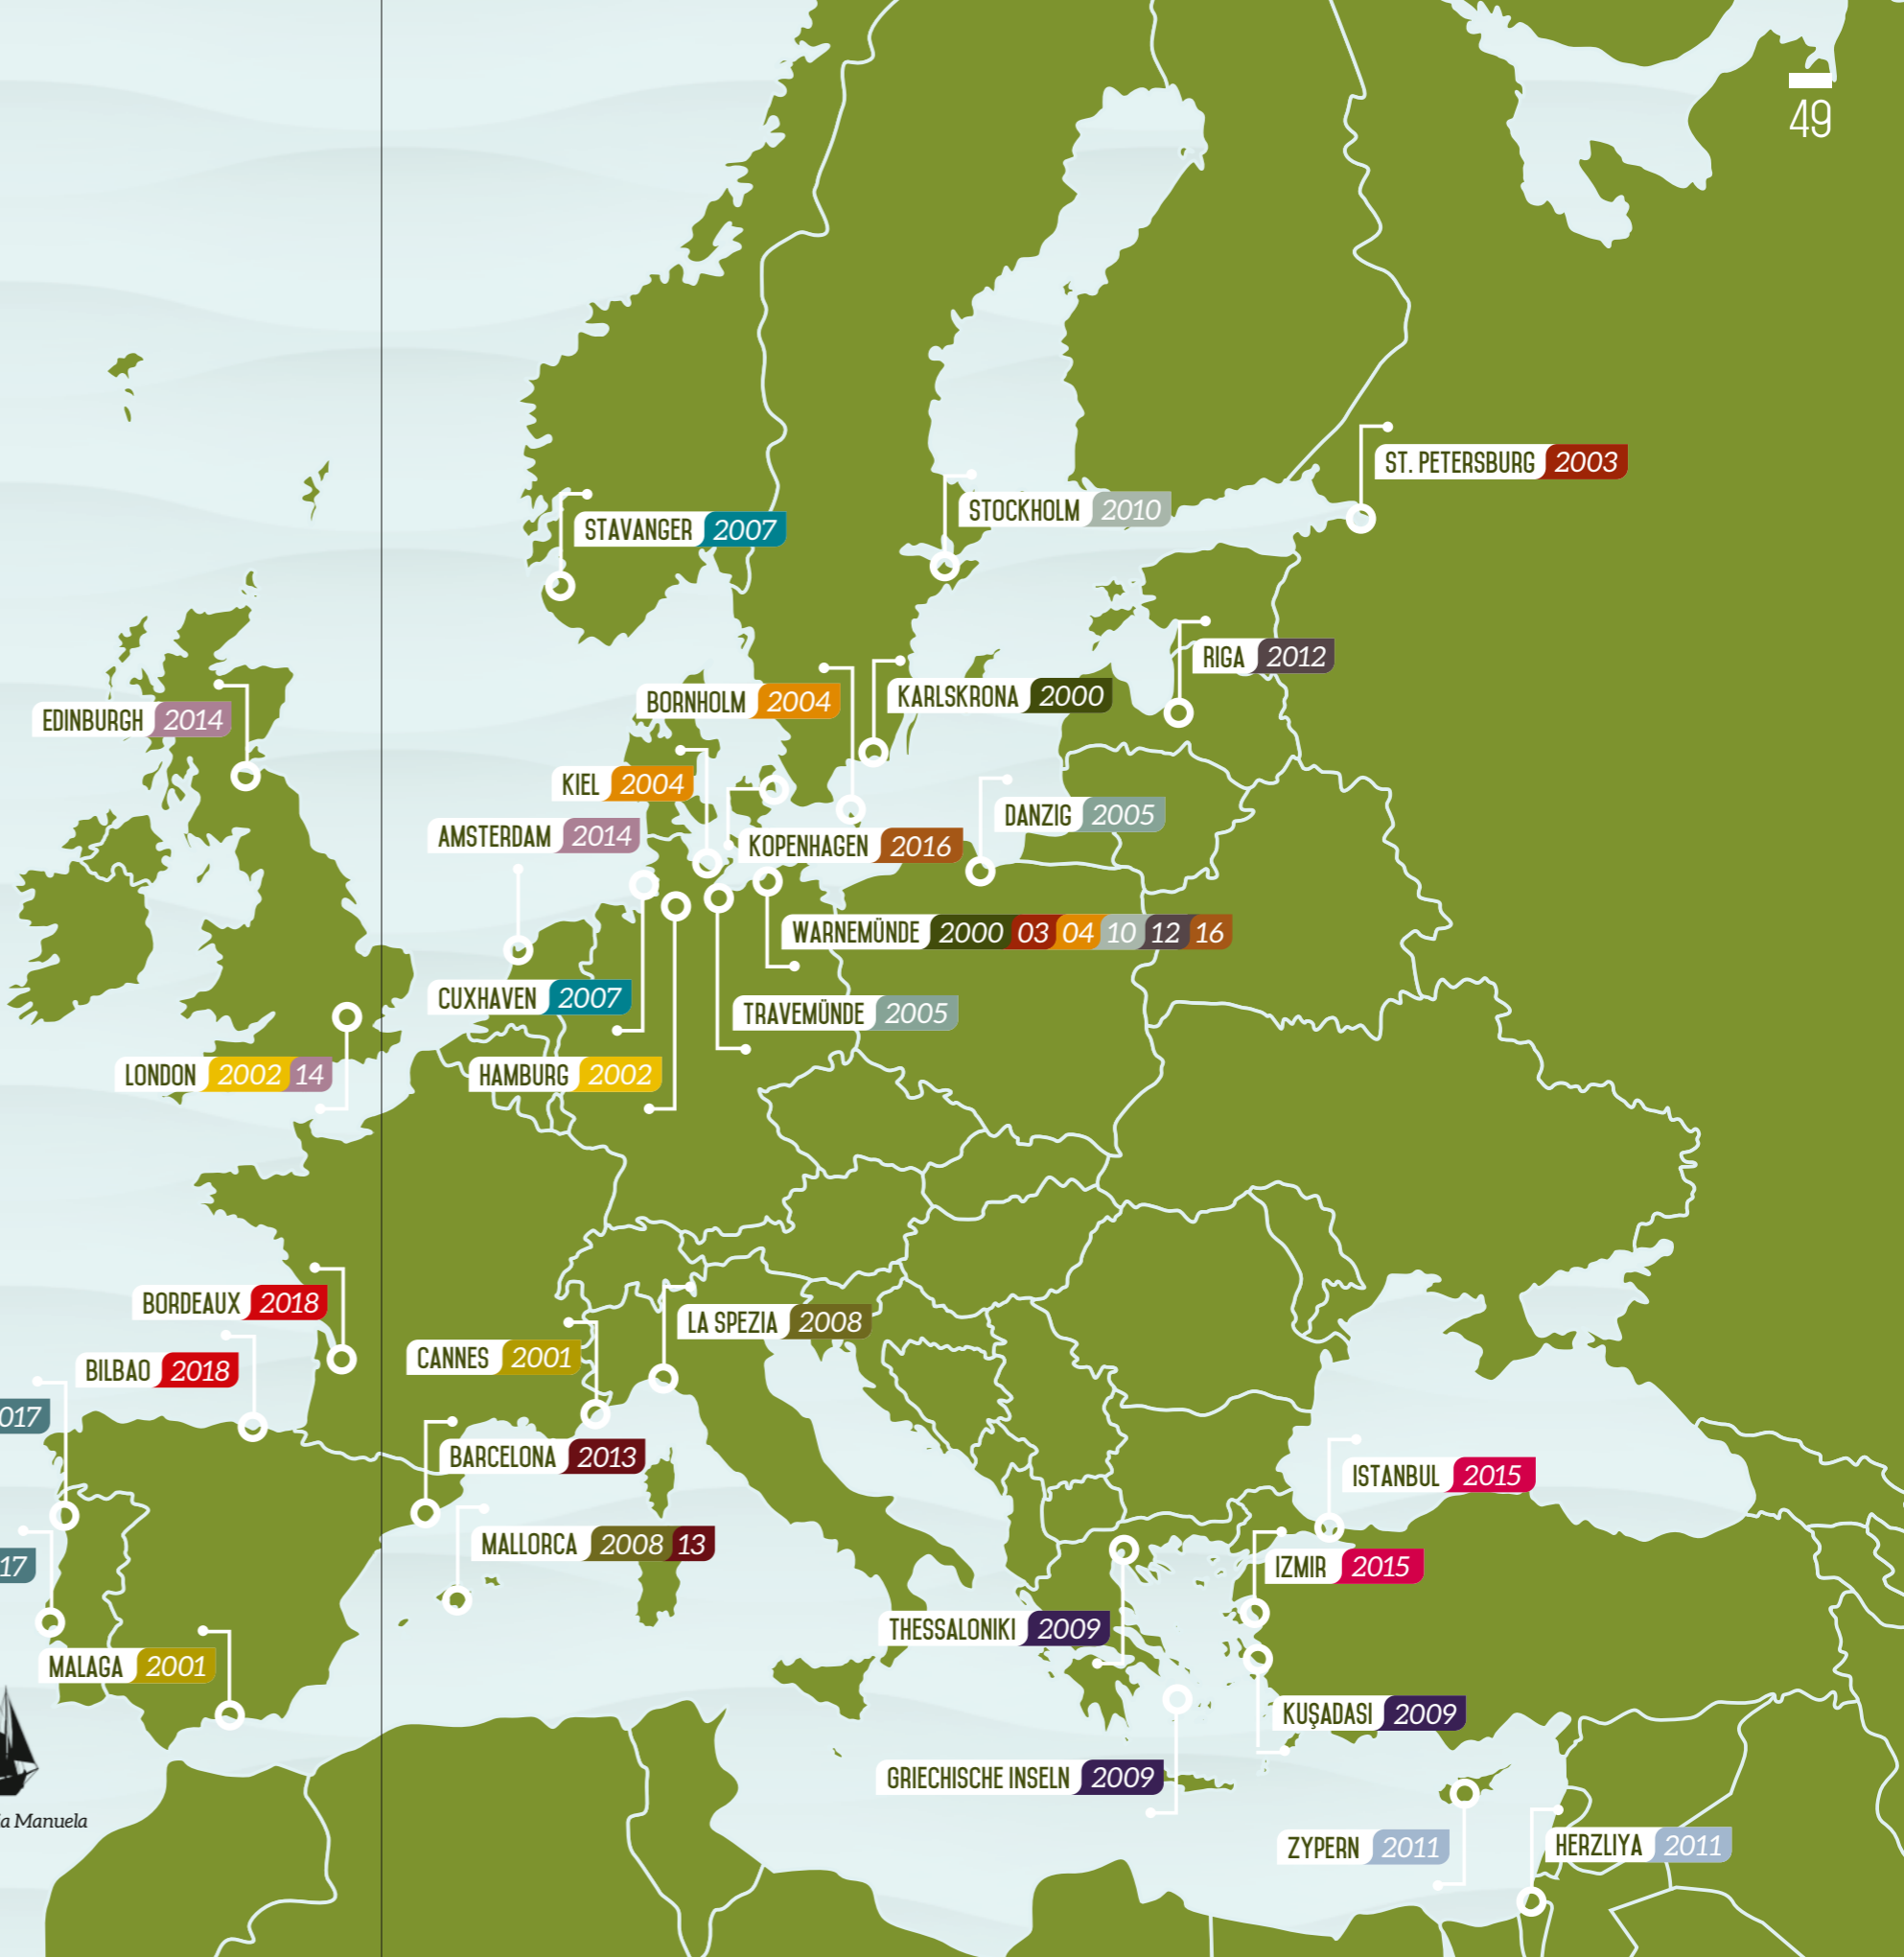 49
ST. PETERSBURG 2003
STOCKHOLM 2010
STAVANGER 2007
RIGA 2012
BORNHOLM 2004
KARLSKRONA 2000
EDINBURGH 2014
KIEL 2004
DANZIG 2005
AMSTERDAM 2014
KOPENHAGEN 2016
WARNEMÜNDE 2000 03 04 10 12 16
CUXHAVEN 2007
TRAVEMÜNDE 2005
LONDON 2002 14
HAMBURG 2002
BORDEAUX 2018
LA SPEZIA 2008
CANNES 2001
BILBAO 2018
017
BARCELONA 2013
ISTANBUL 2015
MALLORCA 2008 13
IZMIR 2015
17
THESSALONIKI 2009
MALAGA 2001
KUŞADASI 2009
GRIECHISCHE INSELN 2009
a Manuela
ZYPERN 2011
HERZLIYA 2011